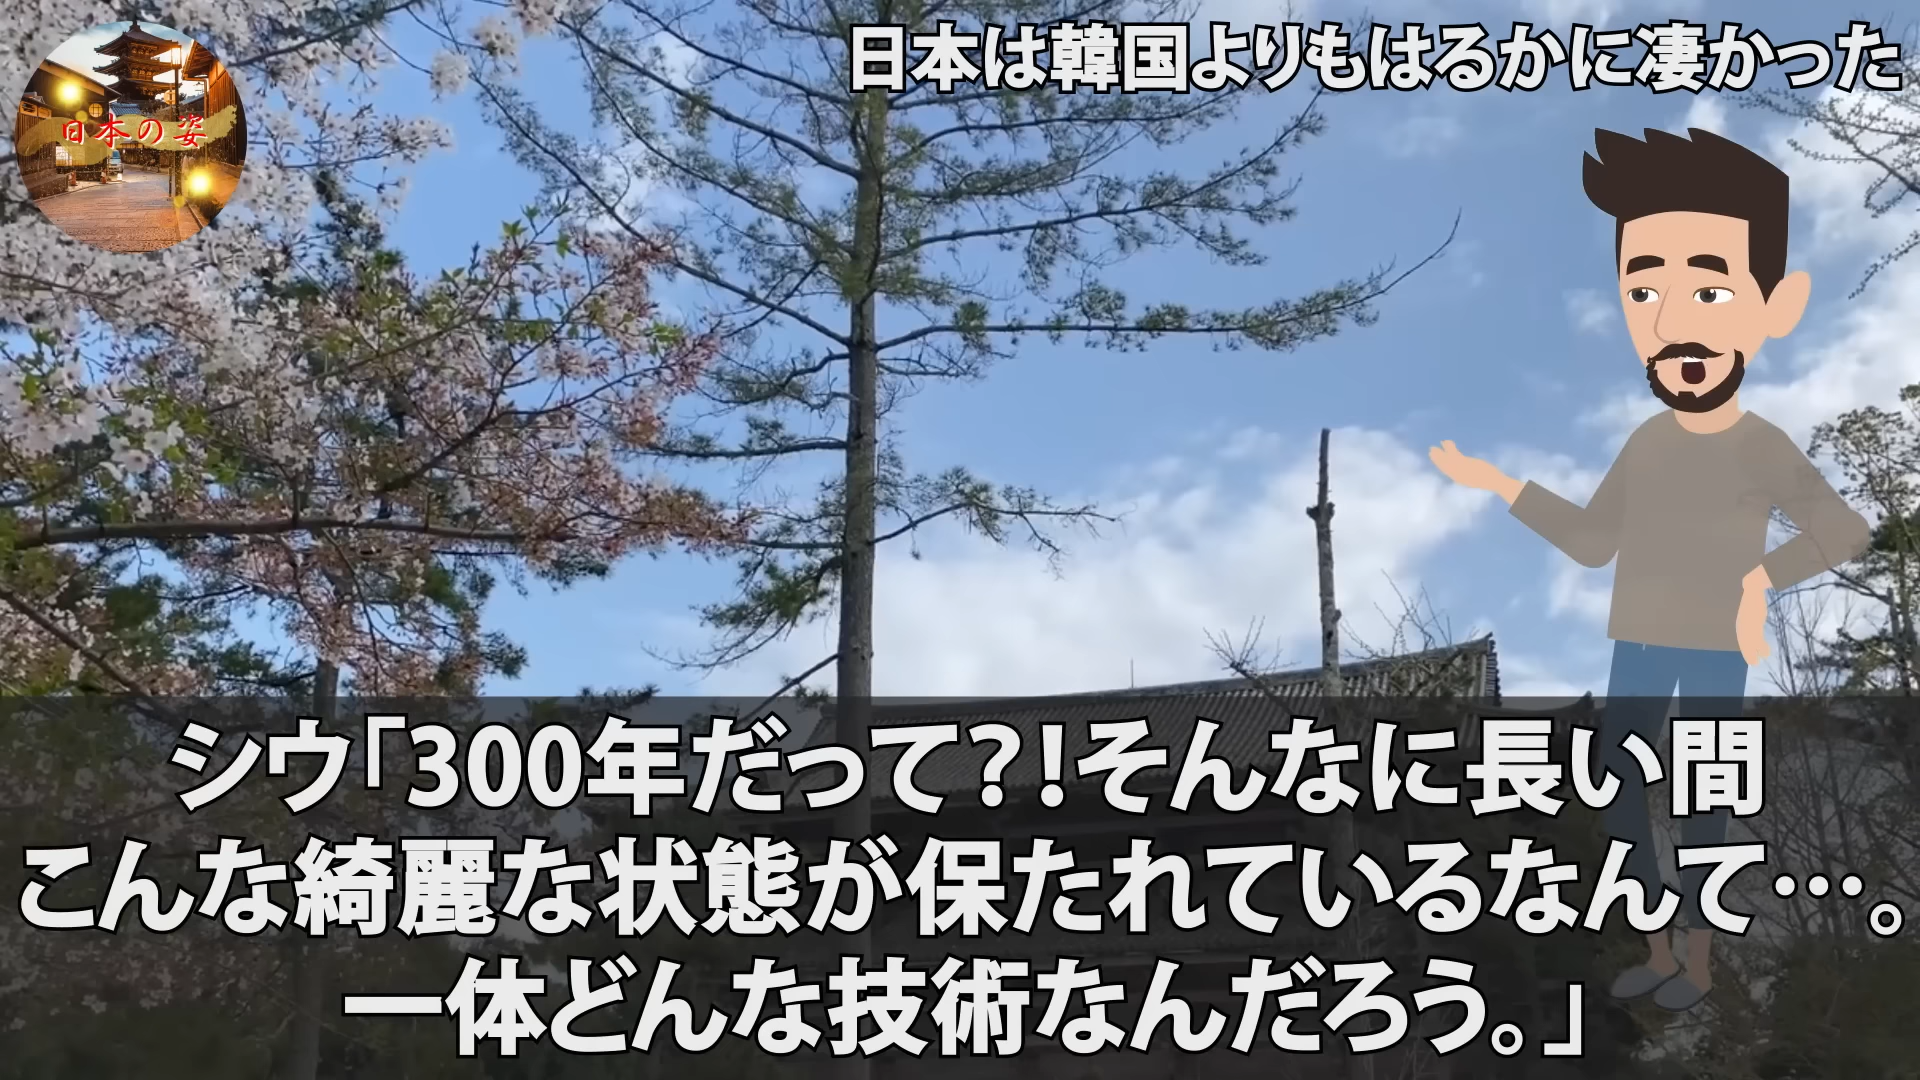 日本は韓国よりもはるかに凄かった
日本の姿
シウ「300年だって?!そんなに長い間
こんな綺麗な状態が保たれているなんて…。
一体どんな技術なんだろう。」